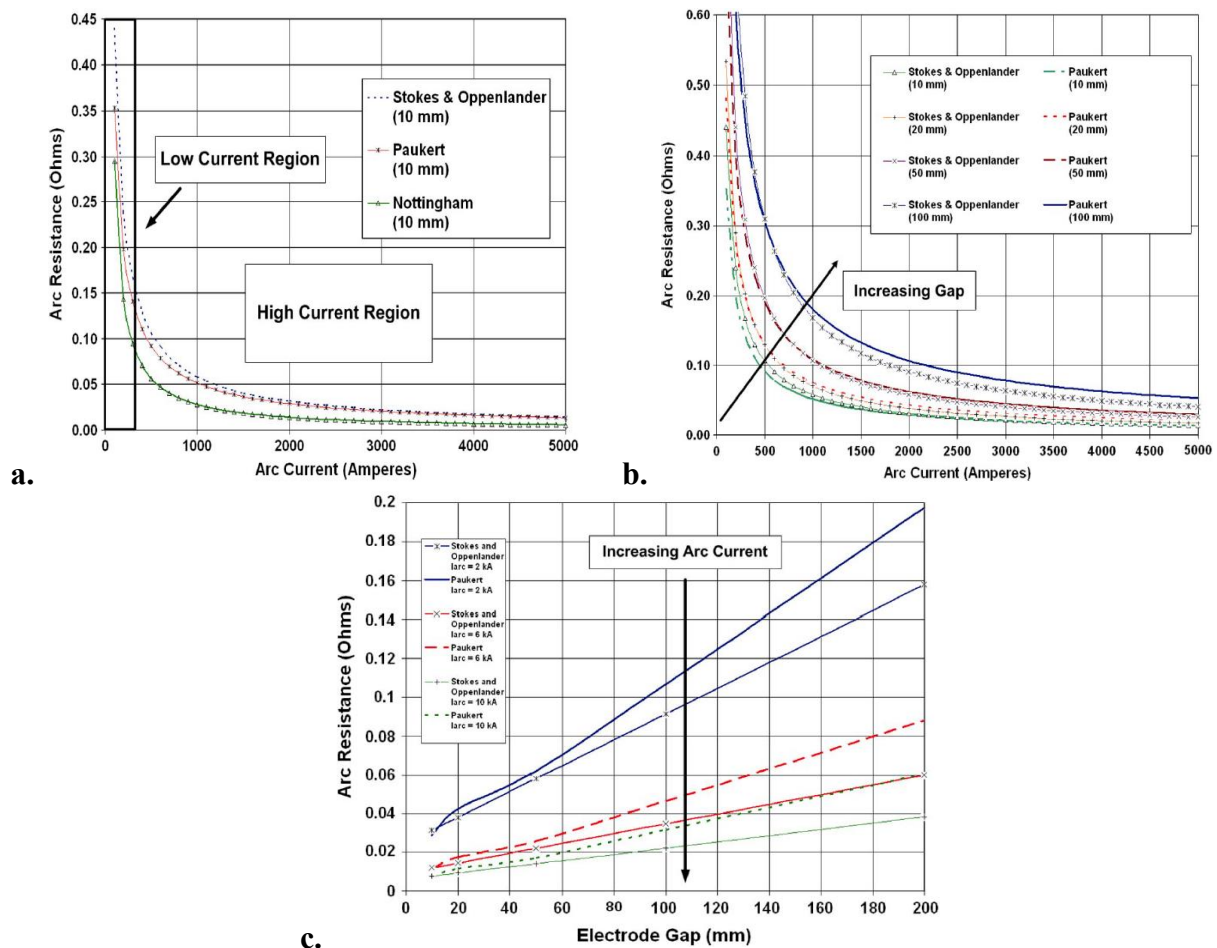 0.45
0.40
0.35
0.30
0.25
0.20
0.15
0.10
0.05
0.00
Arc Resistance (Ohms)
0
1000
2000
3000
4000
5000
Arc Current (Amperes)
Low Current Region
High Current Region
Stokes & Oppenlander
(10 mm)
Paukert
(10 mm)
Nottingham
(10 mm)
a.
0.60
0.50
0.40
0.30
0.20
0.10
0.00
Arc Resistance (Ohms)
0
500
1000
1500
2000
2500
3000
3500
4000
4500
5000
Arc Current (Amperes)
Stokes & Oppenlander
(10 mm)
Paukert
(10 mm)
Stokes & Oppenlander
(20 mm)
Paukert
(20 mm)
Stokes & Oppenlander
(50 mm)
Paukert
(50 mm)
Stokes & Oppenlander
(100 mm)
Paukert
(100 mm)
Increasing Gap
b.
0.2
0.18
0.16
0.14
0.12
0.1
0.08
0.06
0.04
0.02
0
Arc Resistance (Ohms)
0
20
40
60
80
100
120
140
160
180
200
Electrode Gap (mm)
Stokes and
Oppenlander
Iarc = 2 kA
Paukert
Iarc = 2 kA
Stokes and
Oppenlander
Iarc = 6 kA
Paukert
Iarc = 6 kA
Stokes and
Oppenlander
Iarc = 10 kA
Paukert
Iarc = 10 kA
Increasing Arc Current
c.